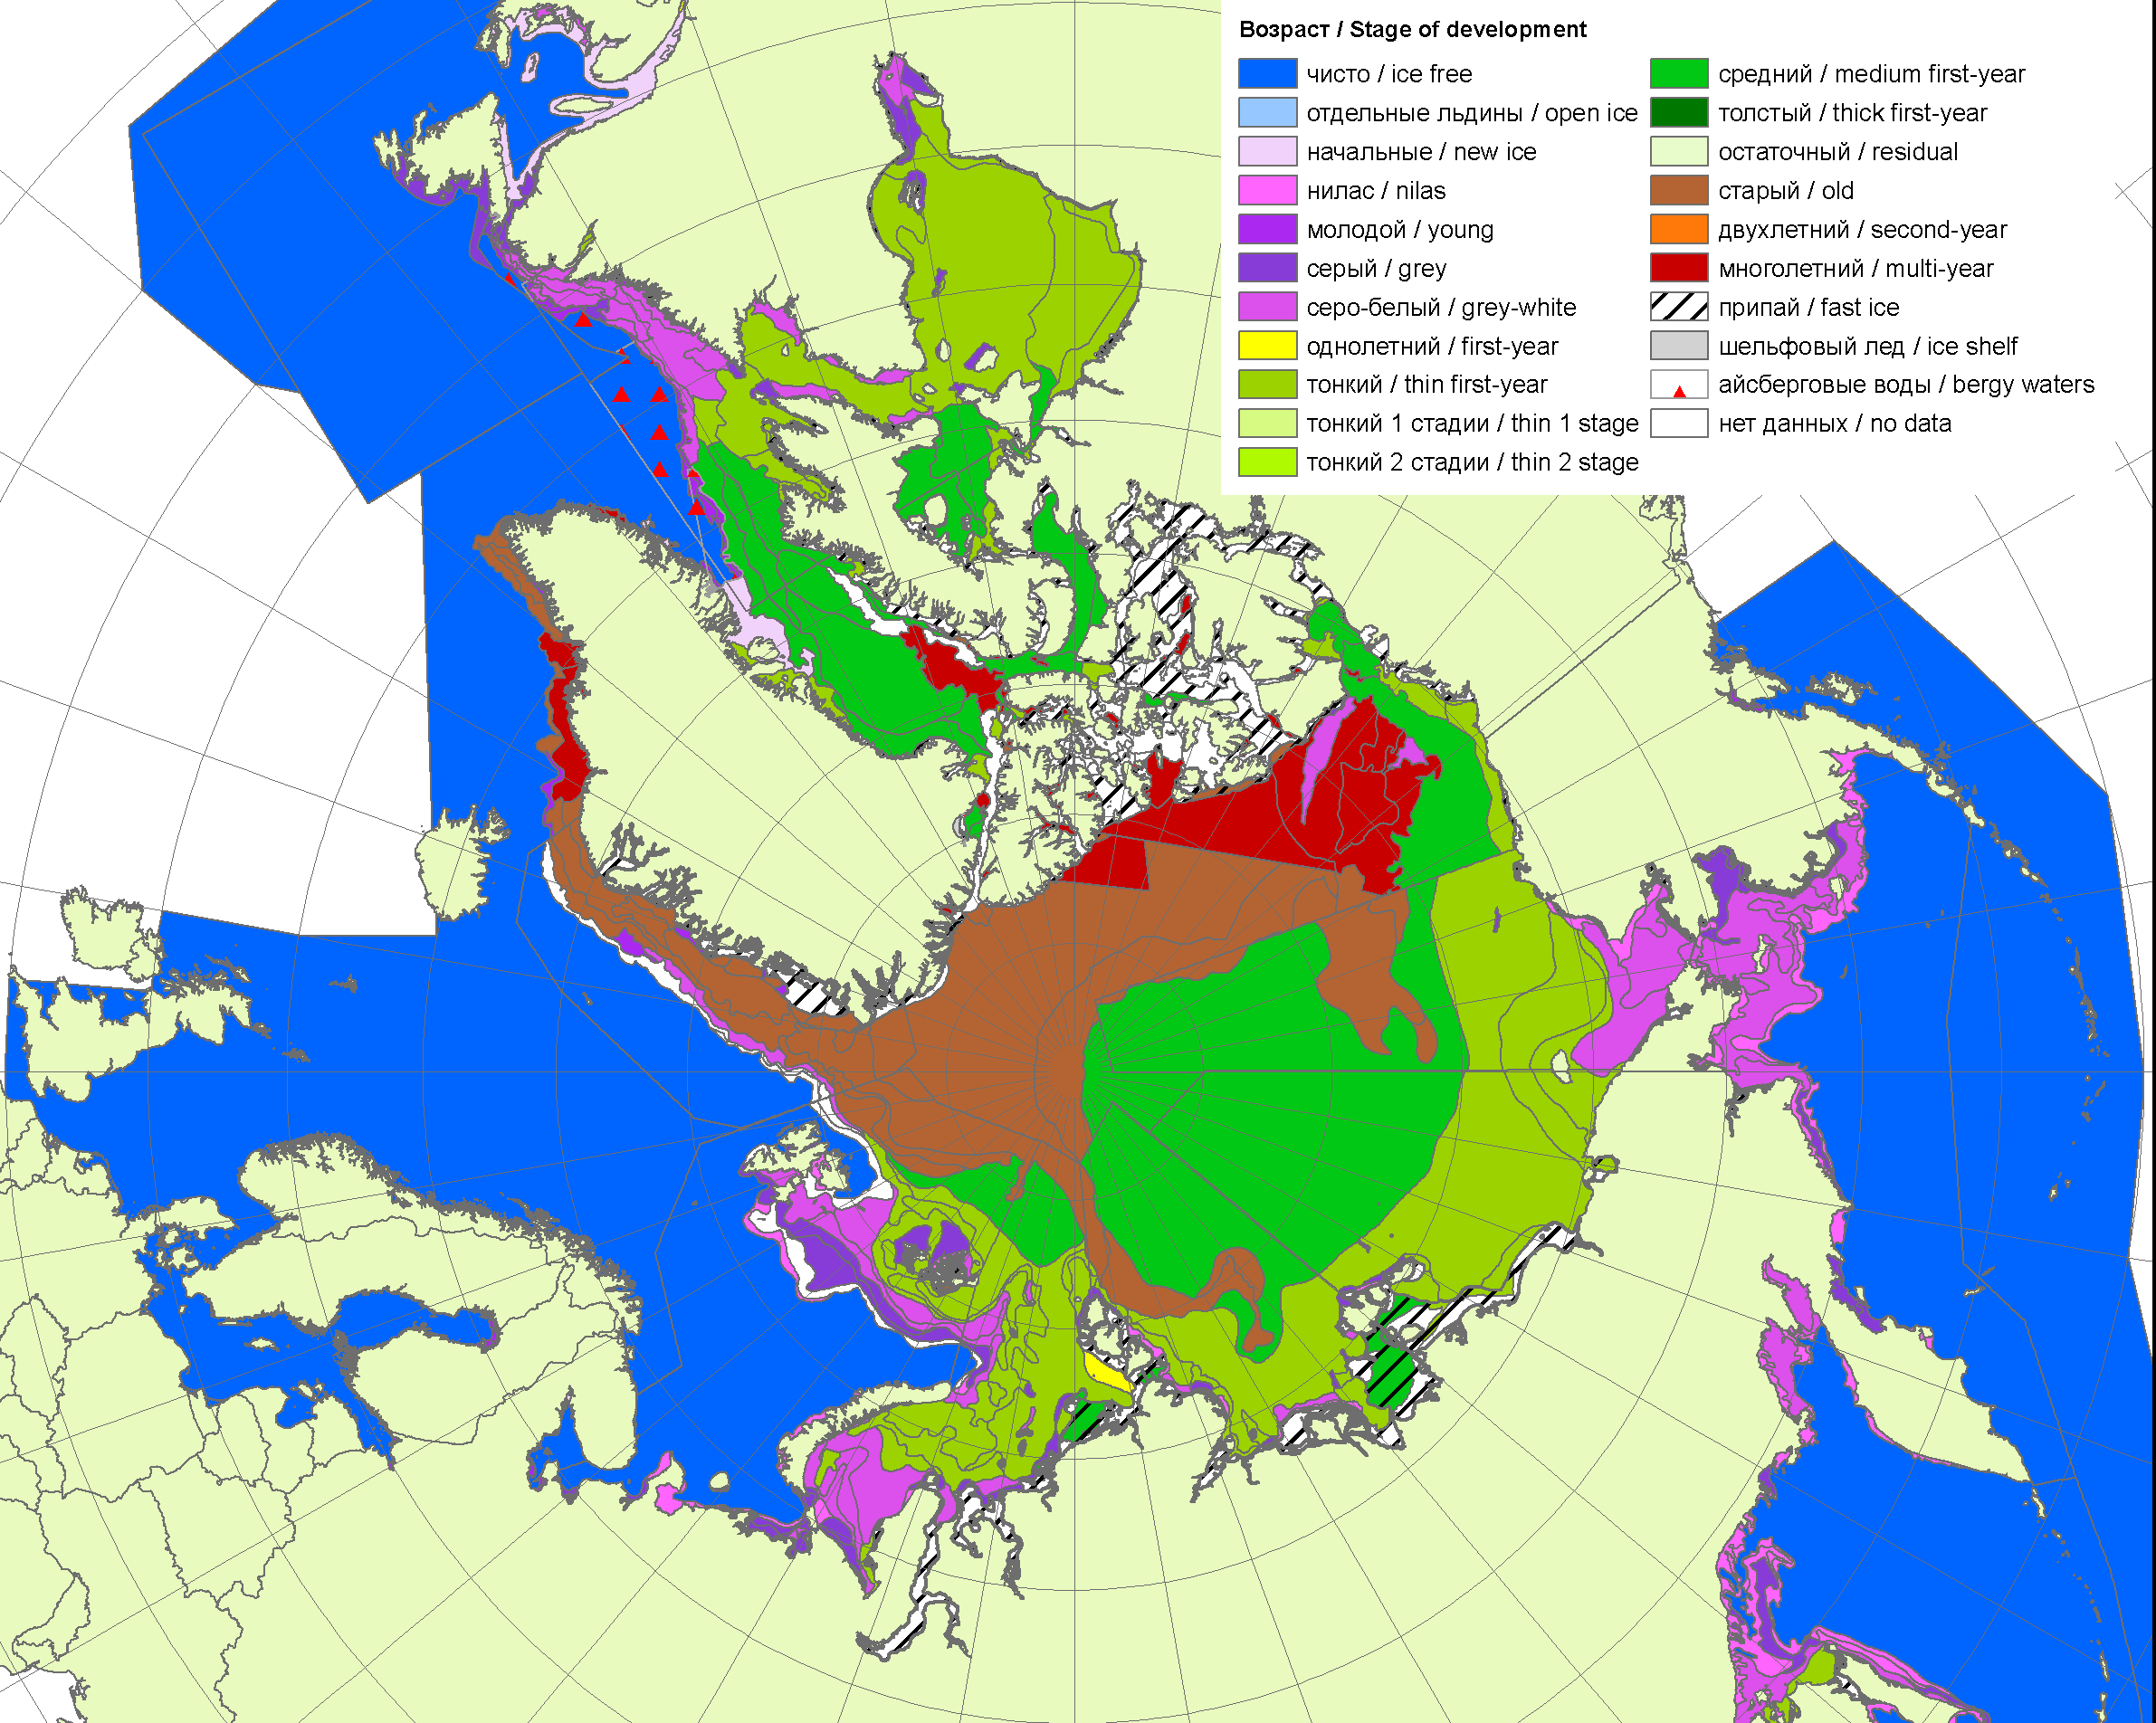 Возраст / Stage of development
чисто / ice free
отдельные льдины / open ice
начальные / new ice
нилас / nilas
молодой / young
серый / grey
серо-белый / grey-white
однолетний / first-year
тонкий / thin first-year
тонкий 1 стадии / thin 1 stage
тонкий 2 стадии / thin 2 stage
средний / medium first-year
толстый / thick first-year
остаточный / residual
старый / old
двухлетний / second-year
многолетний / multi-year
припай / fast ice
шельфовый лед / ice shelf
айсберговые воды / bergy waters
нет данных / no data